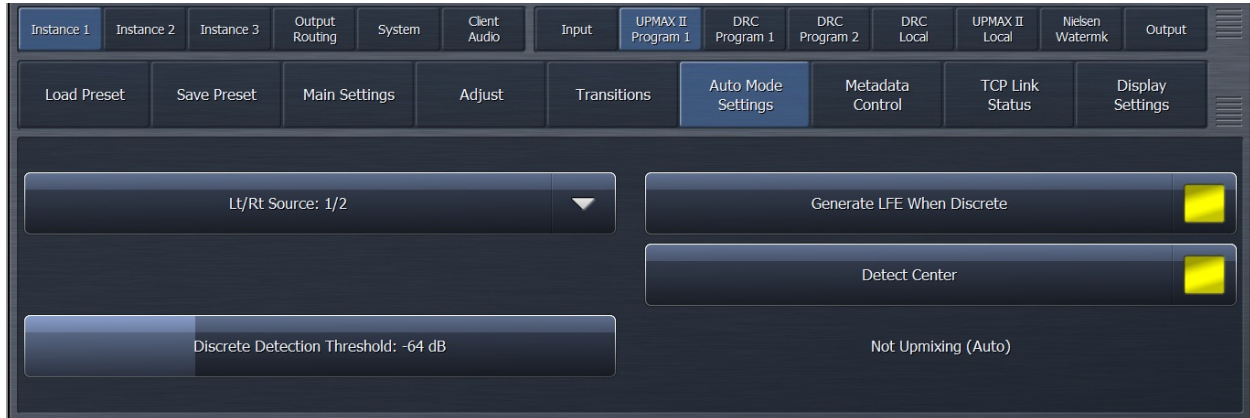 Instance 1
Instance 2
Instance 3
Output
Routing
System
Client
Audio
Input
UPMAX II
Program 1
DRC
Program 1
DRC
Program 2
DRC
Local
UPMAX II
Local
Nielsen
Watermk
Output
Load Preset
Save Preset
Main Settings
Adjust
Transitions
Auto Mode
Settings
Metadata
Control
TCP Link
Status
Display
Settings
Lt/Rt Source: 1/2
Generate LFE When Discrete
Detect Center
Discrete Detection Threshold: -64 dB
Not Upmixing (Auto)